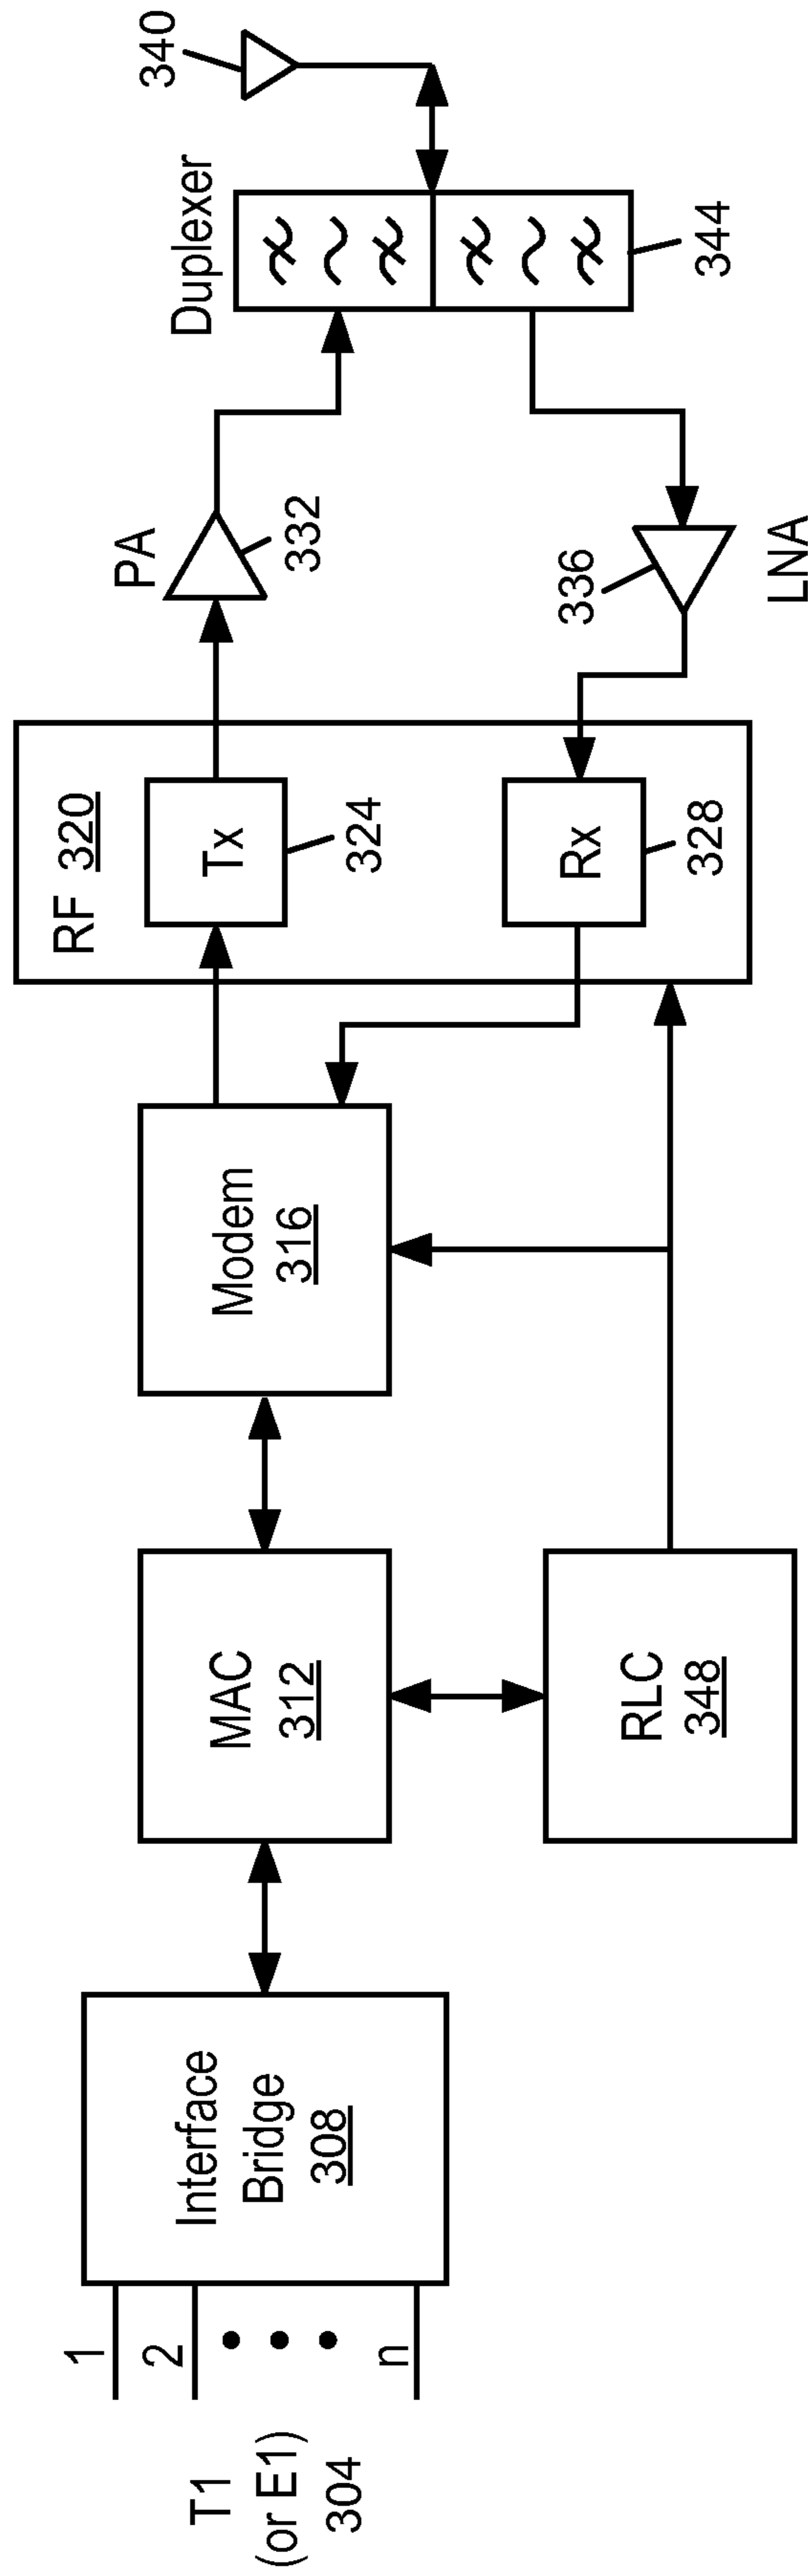 T1
(or E1)
304
1
2
n
Interface
Bridge
308
MAC
312
RLC
348
Modem
316
RF 320
Tx
324
Rx
328
PA
332
336
LNA
Duplexer
344
340